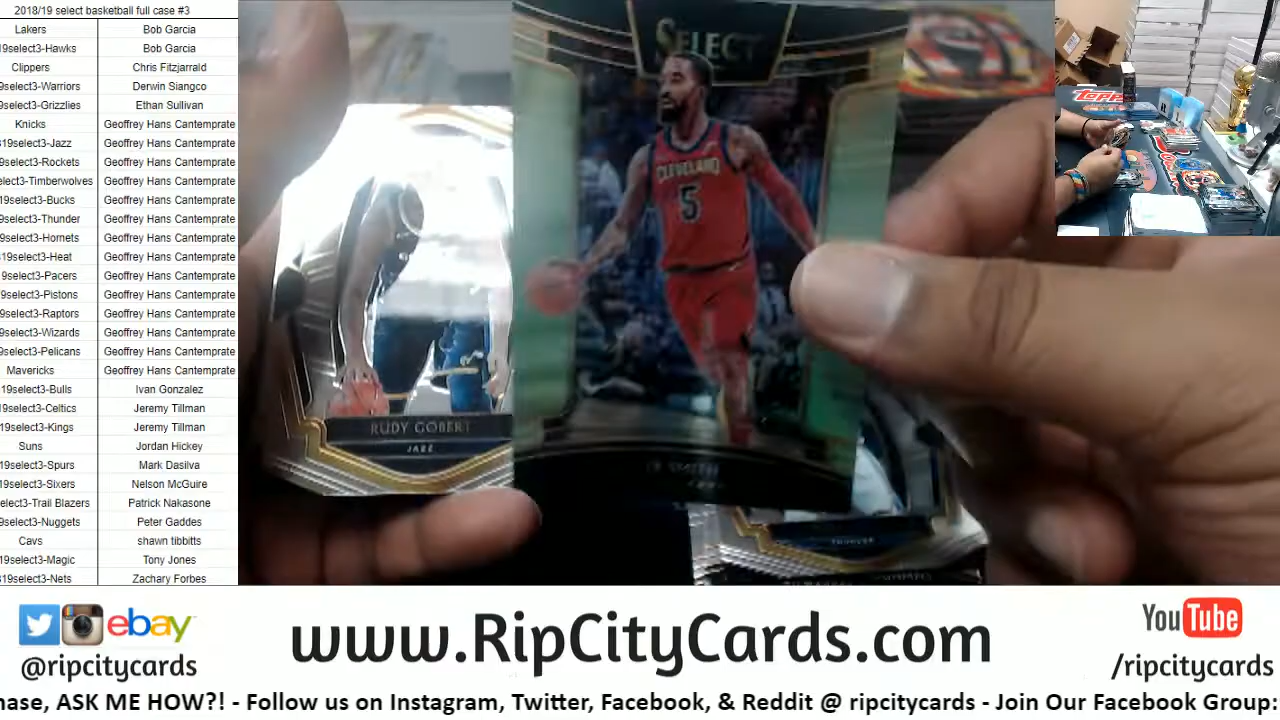 2018/19 select basketball full case #3
Lakers Bob Garcia
19select3-Hawks Bob Garcia
Clippers Chris Fitzjarrald
9select3-Warriors Derwin Siangco
9select3-Grizzlies Ethan Sullivan
Knicks Geoffrey Hans Cantemprate
19select3-Jazz Geoffrey Hans Cantemprate
9select3-Rockets Geoffrey Hans Cantemprate
elect3-Timberwolves Geoffrey Hans Cantemprate
19select3-Bucks Geoffrey Hans Cantemprate
9select3-Thunder Geoffrey Hans Cantemprate
9select3-Hornets Geoffrey Hans Cantemprate
19select3-Heat Geoffrey Hans Cantemprate
9select3-Pacers Geoffrey Hans Cantemprate
9select3-Pistons Geoffrey Hans Cantemprate
9select3-Raptors Geoffrey Hans Cantemprate
9select3-Wizards Geoffrey Hans Cantemprate
9select3-Pelicans Geoffrey Hans Cantemprate
Mavericks Geoffrey Hans Cantemprate
19select3-Bulls Ivan Gonzalez
19select3-Celtics Jeremy Tillman
19select3-Kings Jeremy Tillman
Suns Jordan Hickey
19select3-Spurs Mark Dasilva
19select3-Sixers Nelson McGuire
elect3-Trail Blazers Patrick Nakasone
9select3-Nuggets Peter Gaddes
Cavs shawn tibbitts
19select3-Magic Tony Jones
19select3-Nets Zachary Forbes
SELECT
CLEVELAND
5
JR SMITH
RUDY GOBERT
JAZZ
THUNDER
TOPPS
ebay
@ripcitycards
www.RipCityCards.com
YouTube
/ripcitycards
hase, ASK ME HOW?! - Follow us on Instagram, Twitter, Facebook, & Reddit @ ripcitycards - Join Our Facebook Group: